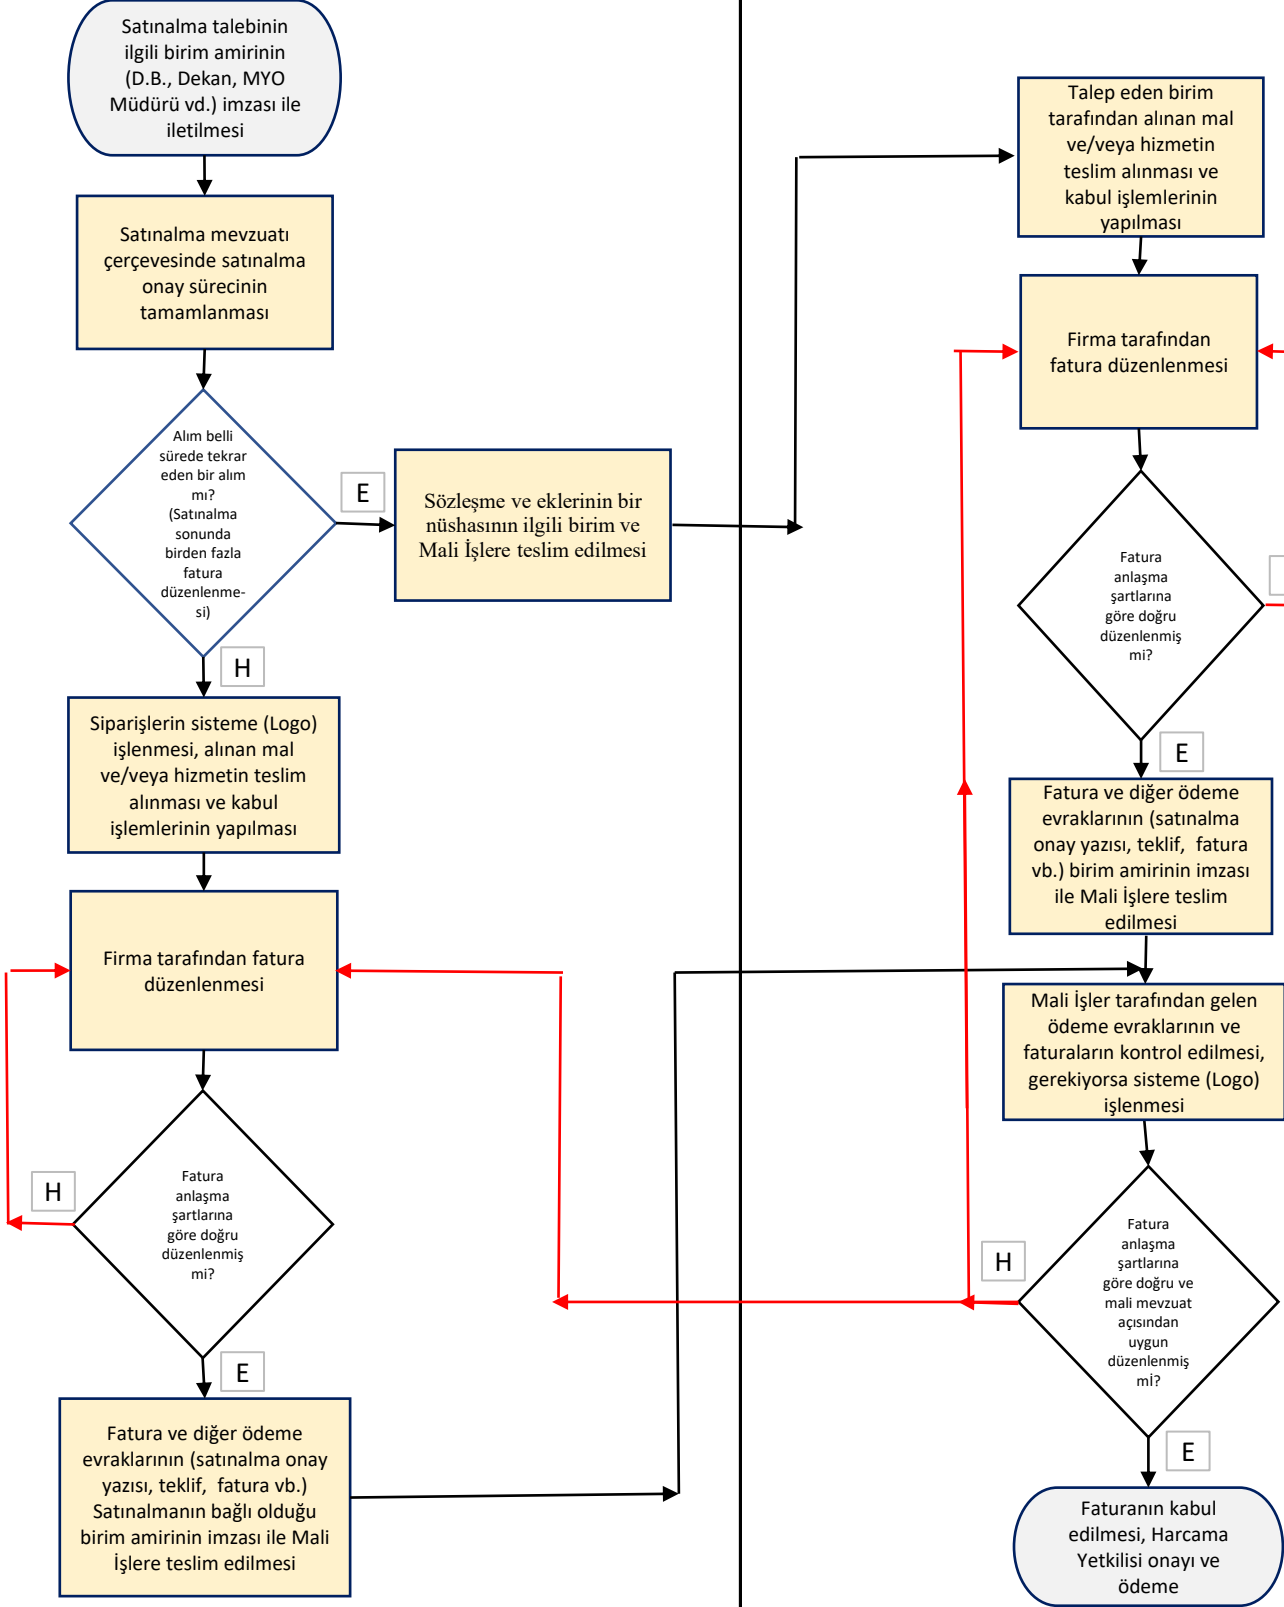 Satınalma talebinin
ilgili birim amirinin
(D.B., Dekan, MYO
Müdürü vd.) imzası ile
iletilmesi
Satınalma mevzuatı
çerçevesinde satınalma
onay sürecinin
tamamlanması
Alım belli
sürede tekrar
eden bir alım
mı?
(Satınalma
sonunda
birden fazla
fatura
düzenlenme-
si)
E
Sözleşme ve eklerinin bir
nüshasının ilgili birim ve
Mali İşlere teslim edilmesi
H
Siparişlerin sisteme (Logo)
işlenmesi, alınan mal
ve/veya hizmetin teslim
alınması ve kabul
işlemlerinin yapılması
Firma tarafından fatura
düzenlenmesi
Fatura
anlaşma
şartlarına
göre doğru
düzenlenmiş
mi?
H
E
Fatura ve diğer ödeme
evraklarının (satınalma onay
yazısı, teklif,  fatura vb.)
Satınalmanın bağlı olduğu
birim amirinin imzası ile Mali
İşlere teslim edilmesi
Talep eden birim
tarafından alınan mal
ve/veya hizmetin
teslim alınması ve
kabul işlemlerinin
yapılması
Firma tarafından
fatura düzenlenmesi
Fatura
anlaşma
şartlarına
göre doğru
düzenlenmiş
mi?
E
Fatura ve diğer ödeme
evraklarının (satınalma
onay yazısı, teklif,  fatura
vb.) birim amirinin imzası
ile Mali İşlere teslim
edilmesi
Mali İşler tarafından gelen
ödeme evraklarının ve
faturaların kontrol edilmesi,
gerekiyorsa sisteme (Logo)
işlenmesi
Fatura
anlaşma
şartlarına
göre doğru ve
mali mevzuat
açısından
uygun
düzenlenmiş
mİ?
H
E
Faturanın kabul
edilmesi, Harcama
Yetkilisi onayı ve
ödeme